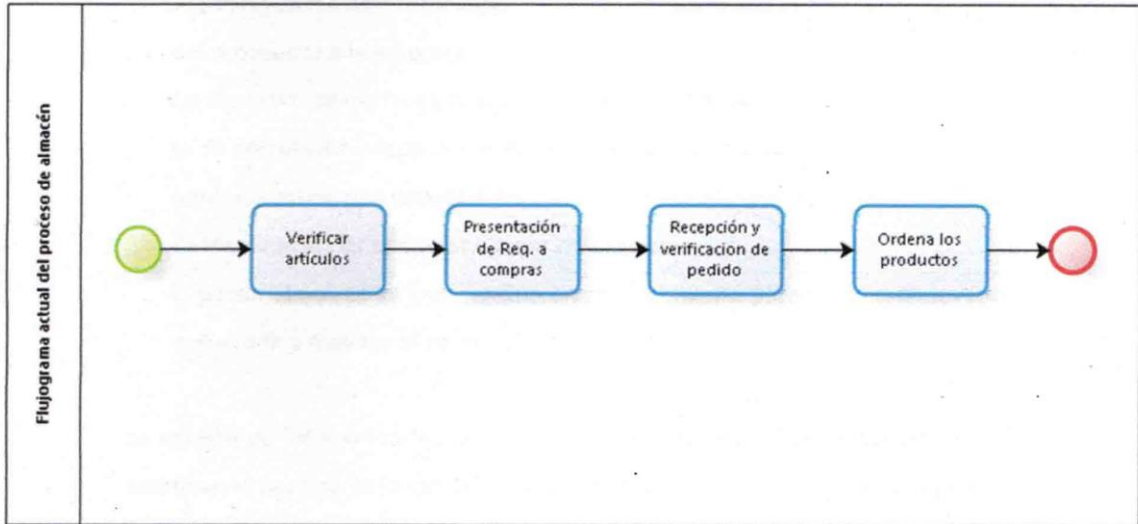 Flujograma actual del proceso de almacén
Verificar
artículos
Presentación
de Req. a
compras
Recepción y
verificacion de
pedido
Ordena los
productos